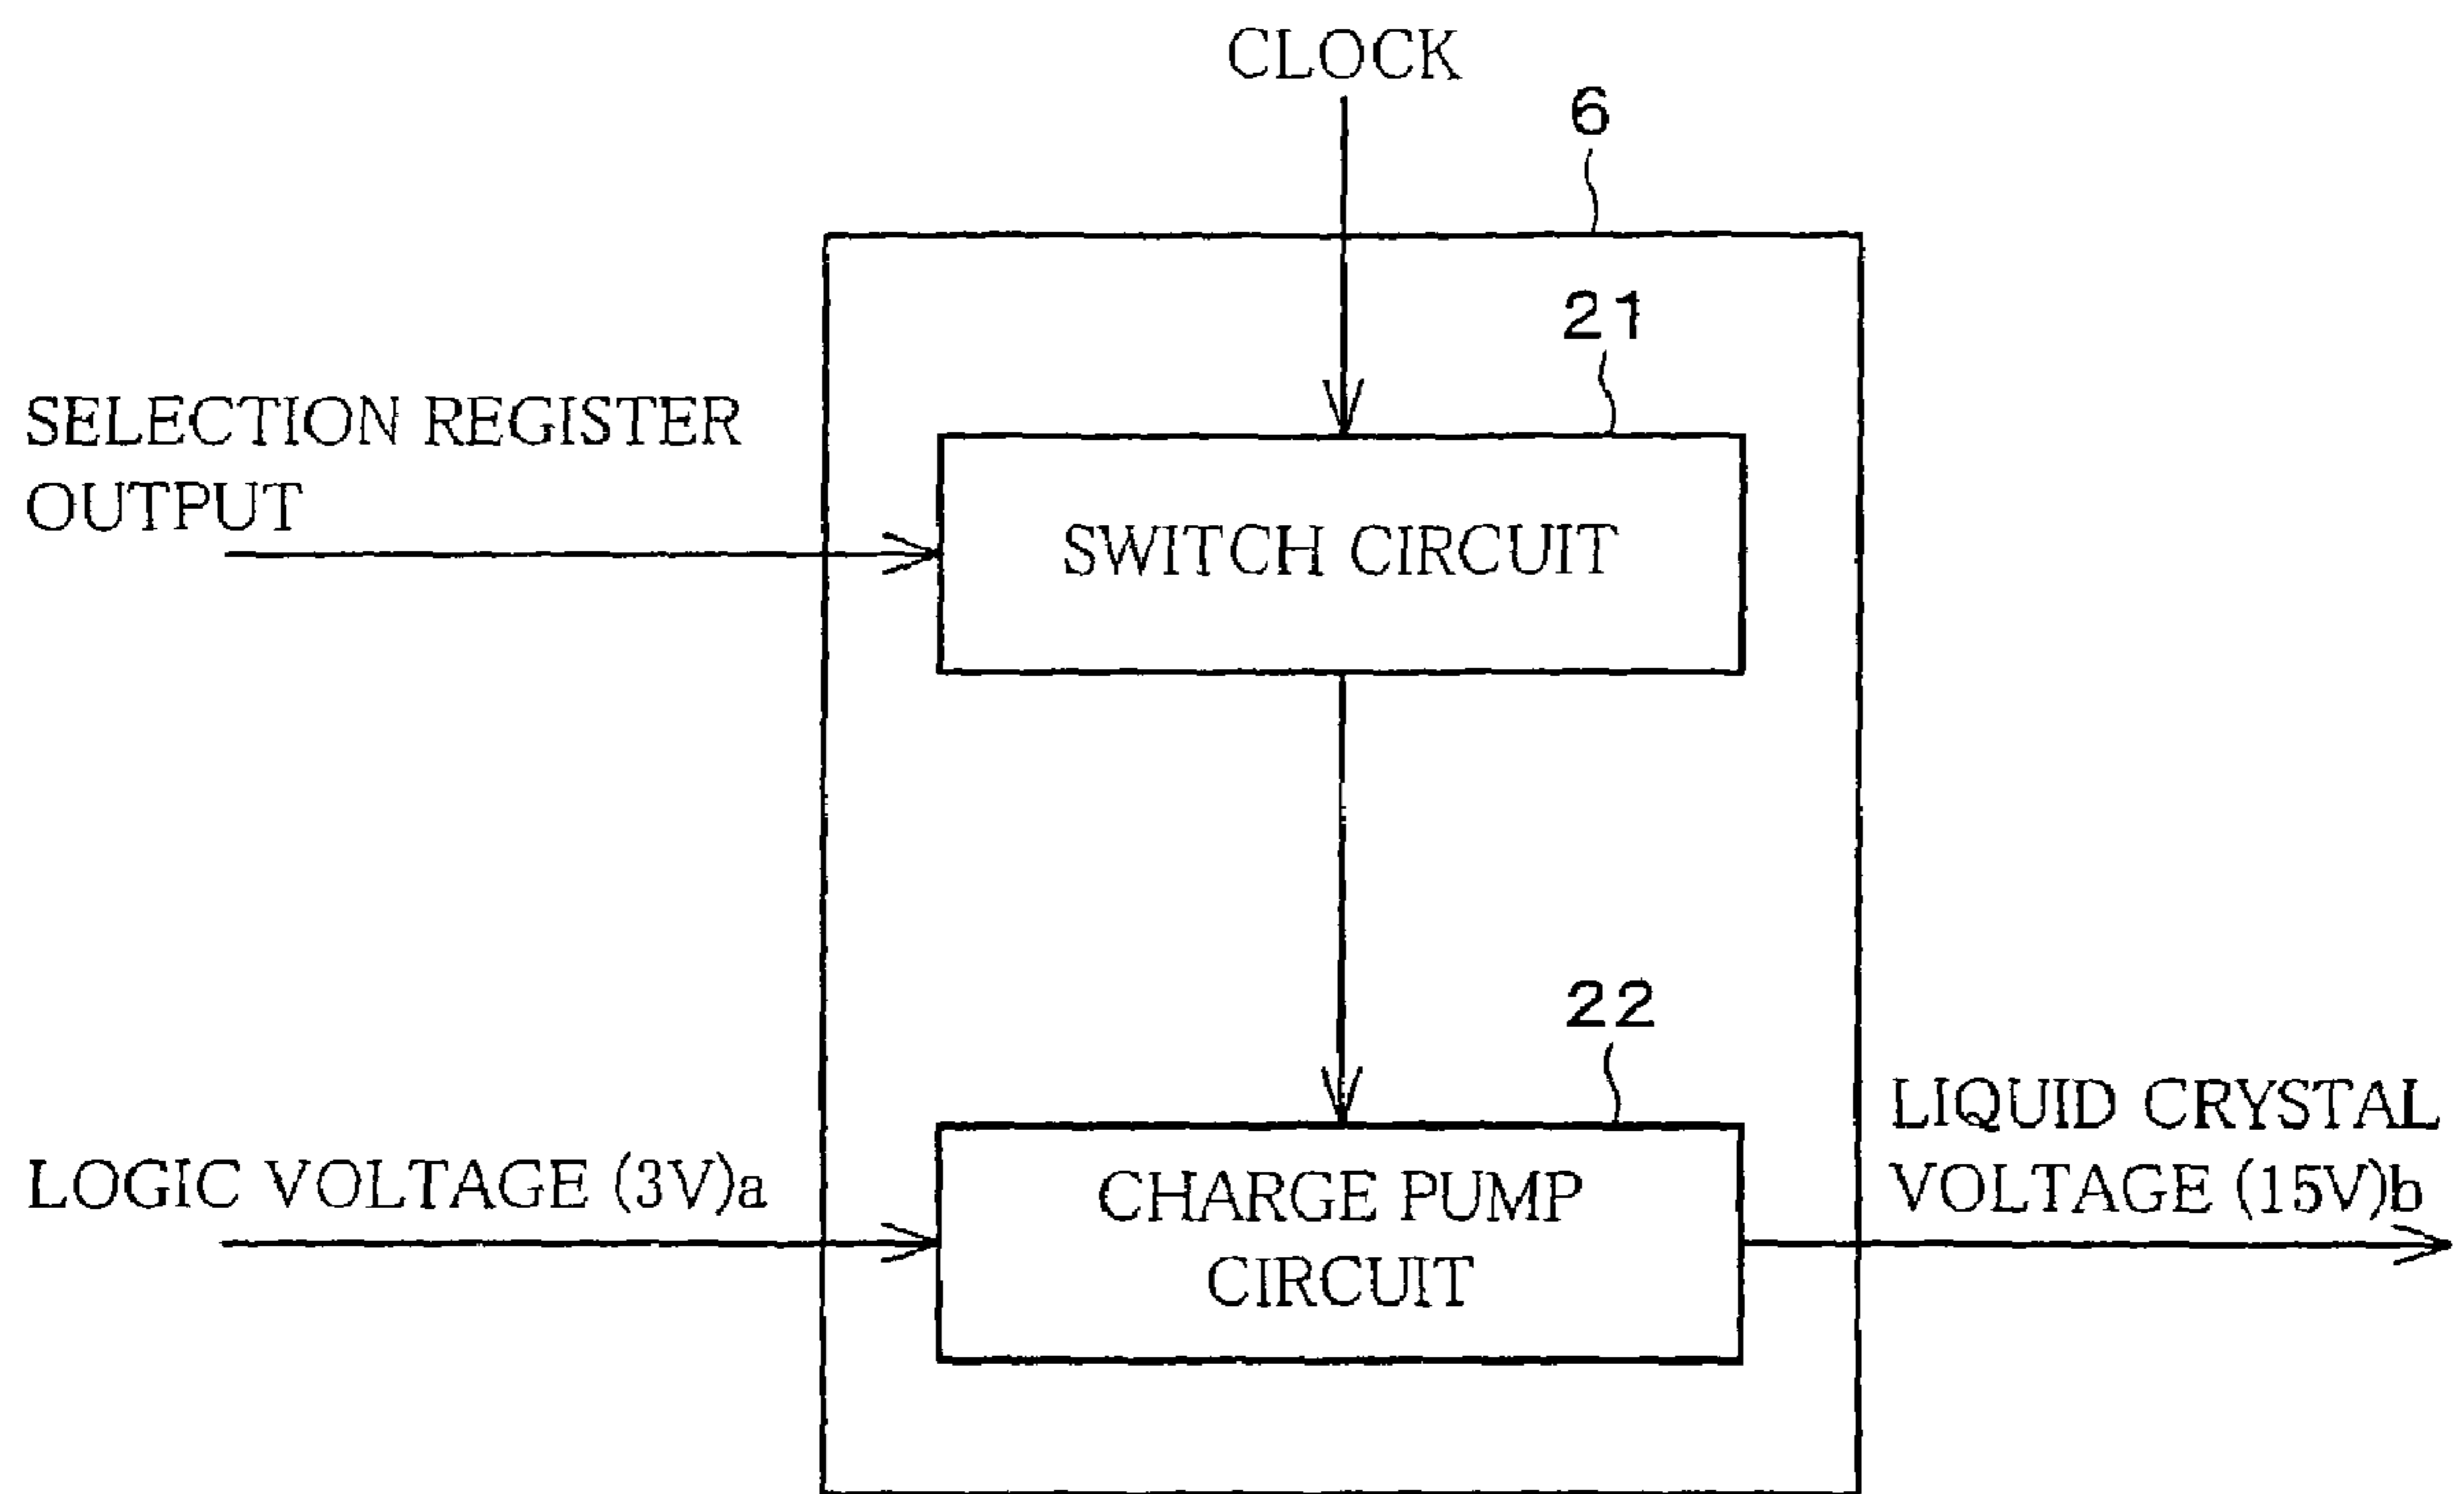 CLOCK
6
21
SELECTION REGISTER
OUTPUT
SWITCH CIRCUIT
22
LIQUID CRYSTAL
VOLTAGE (15V)b
LOGIC VOLTAGE (3V)a
CHARGE PUMP
CIRCUIT